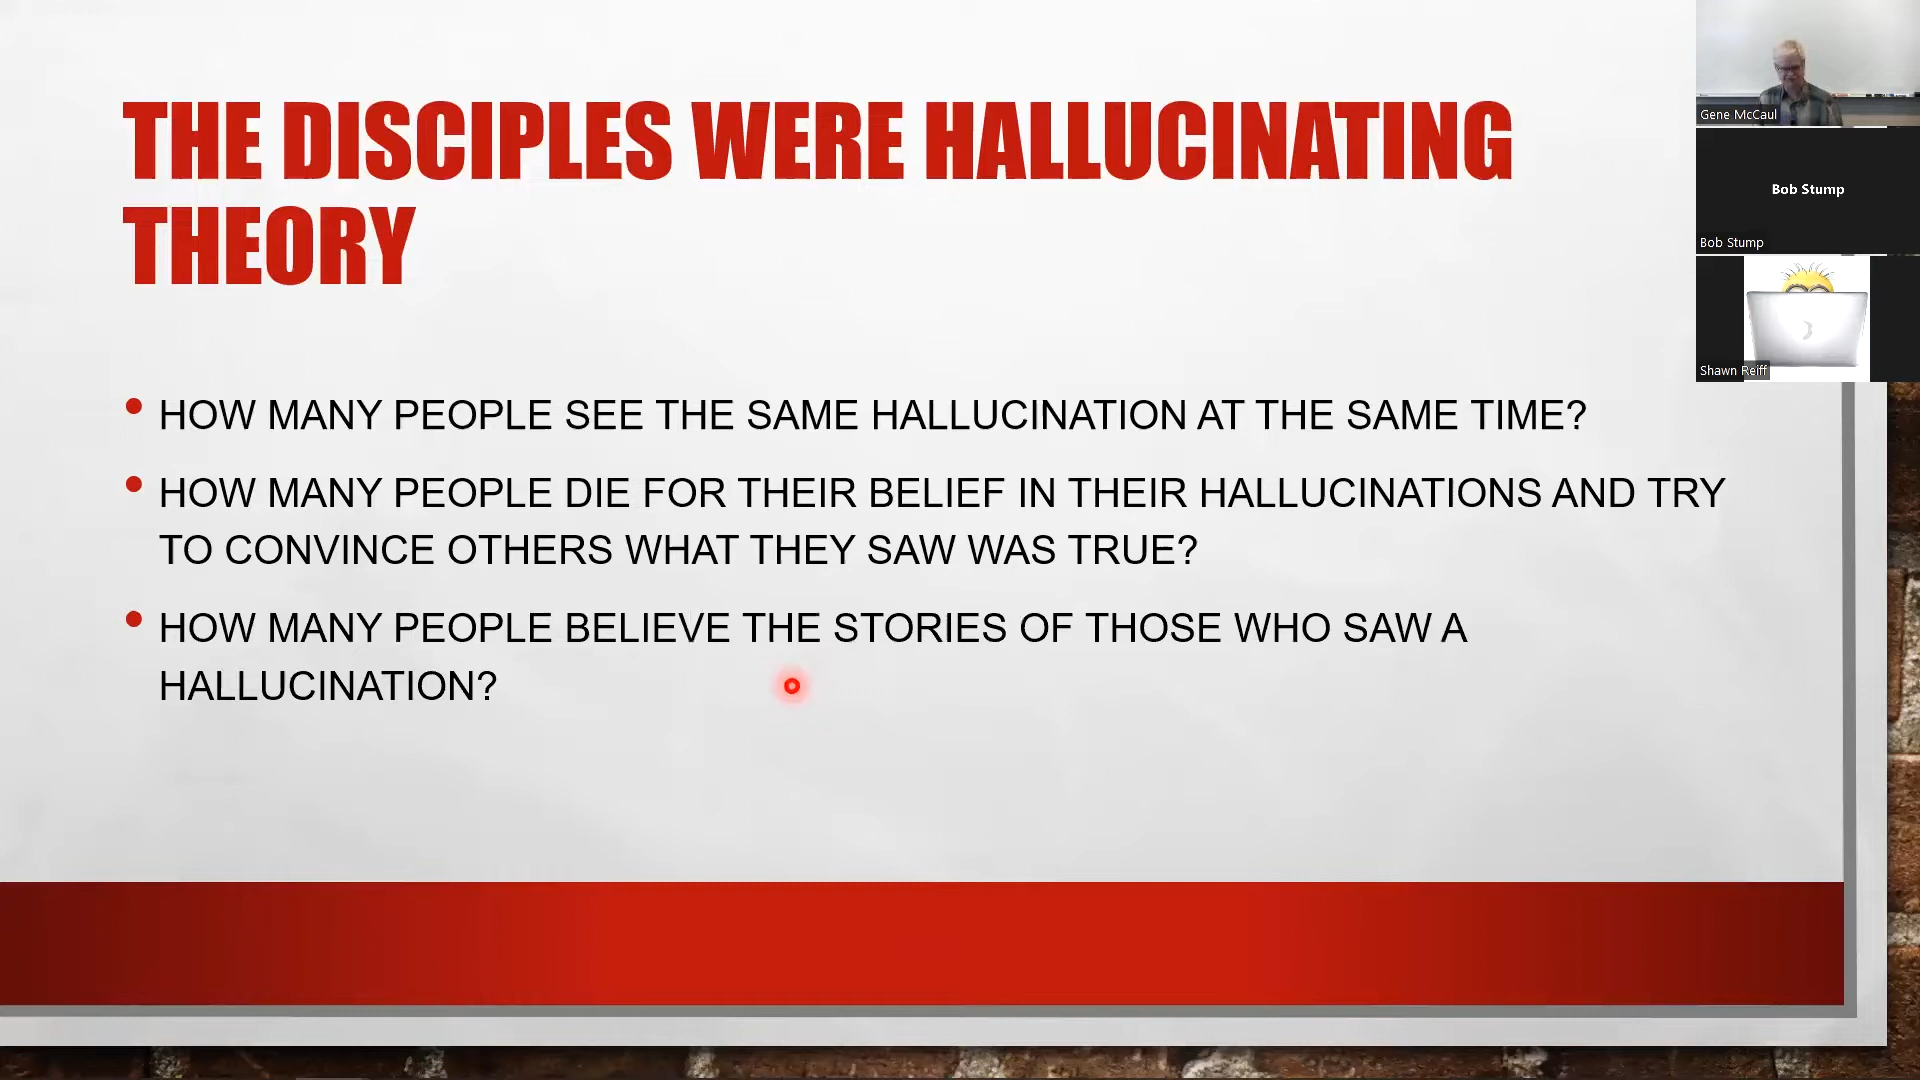 THE DISCIPLES WERE HALLUCINATING
THEORY
• HOW MANY PEOPLE SEE THE SAME HALLUCINATION AT THE SAME TIME?
• HOW MANY PEOPLE DIE FOR THEIR BELIEF IN THEIR HALLUCINATIONS AND TRY
TO CONVINCE OTHERS WHAT THEY SAW WAS TRUE?
• HOW MANY PEOPLE BELIEVE THE STORIES OF THOSE WHO SAW A
HALLUCINATION?
Gene McCaul
Bob Stump
Bob Stump
Shawn Reiff